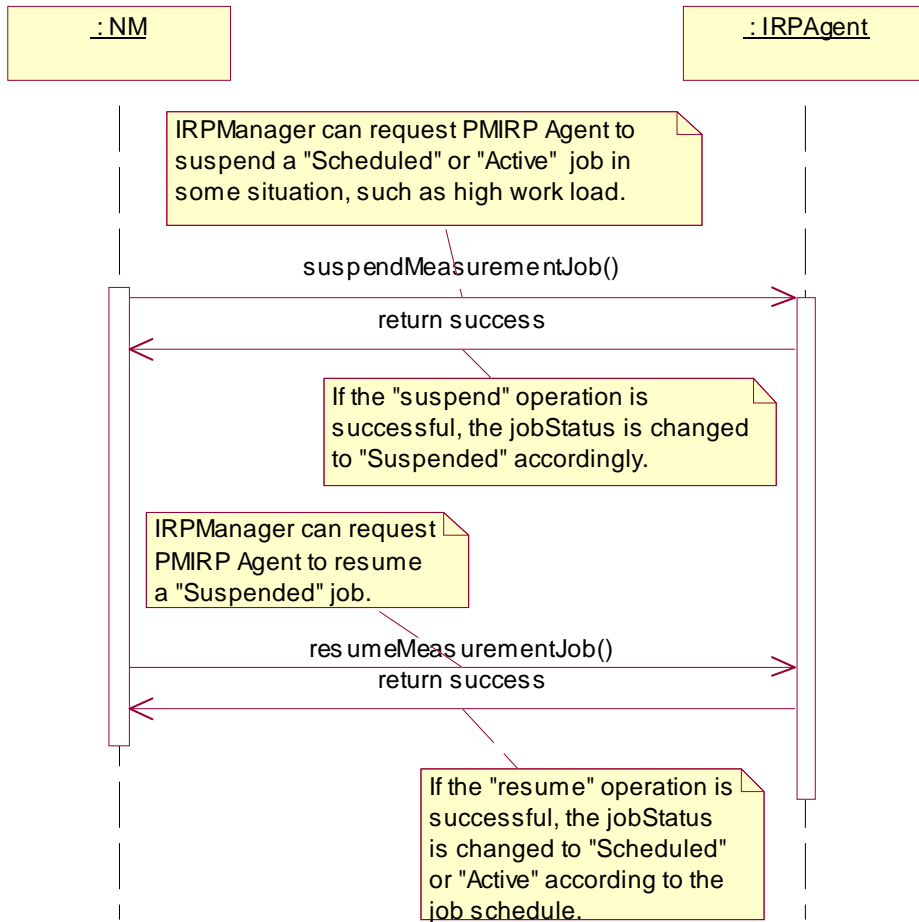 : NM
: IRPAgent
IRPManager can request PMIRP Agent to
suspend a "Scheduled" or "Active" job in
some situation, such as high work load.
suspendMeasurementJob()
return success
If the "suspend" operation is
successful, the jobStatus is changed
to "Suspended" accordingly.
IRPManager can request
PMIRP Agent to resume
a "Suspended" job.
resumeMeasurementJob()
return success
If the "resume" operation is
successful, the jobStatus
is changed to "Scheduled"
or "Active" according to the
job schedule.